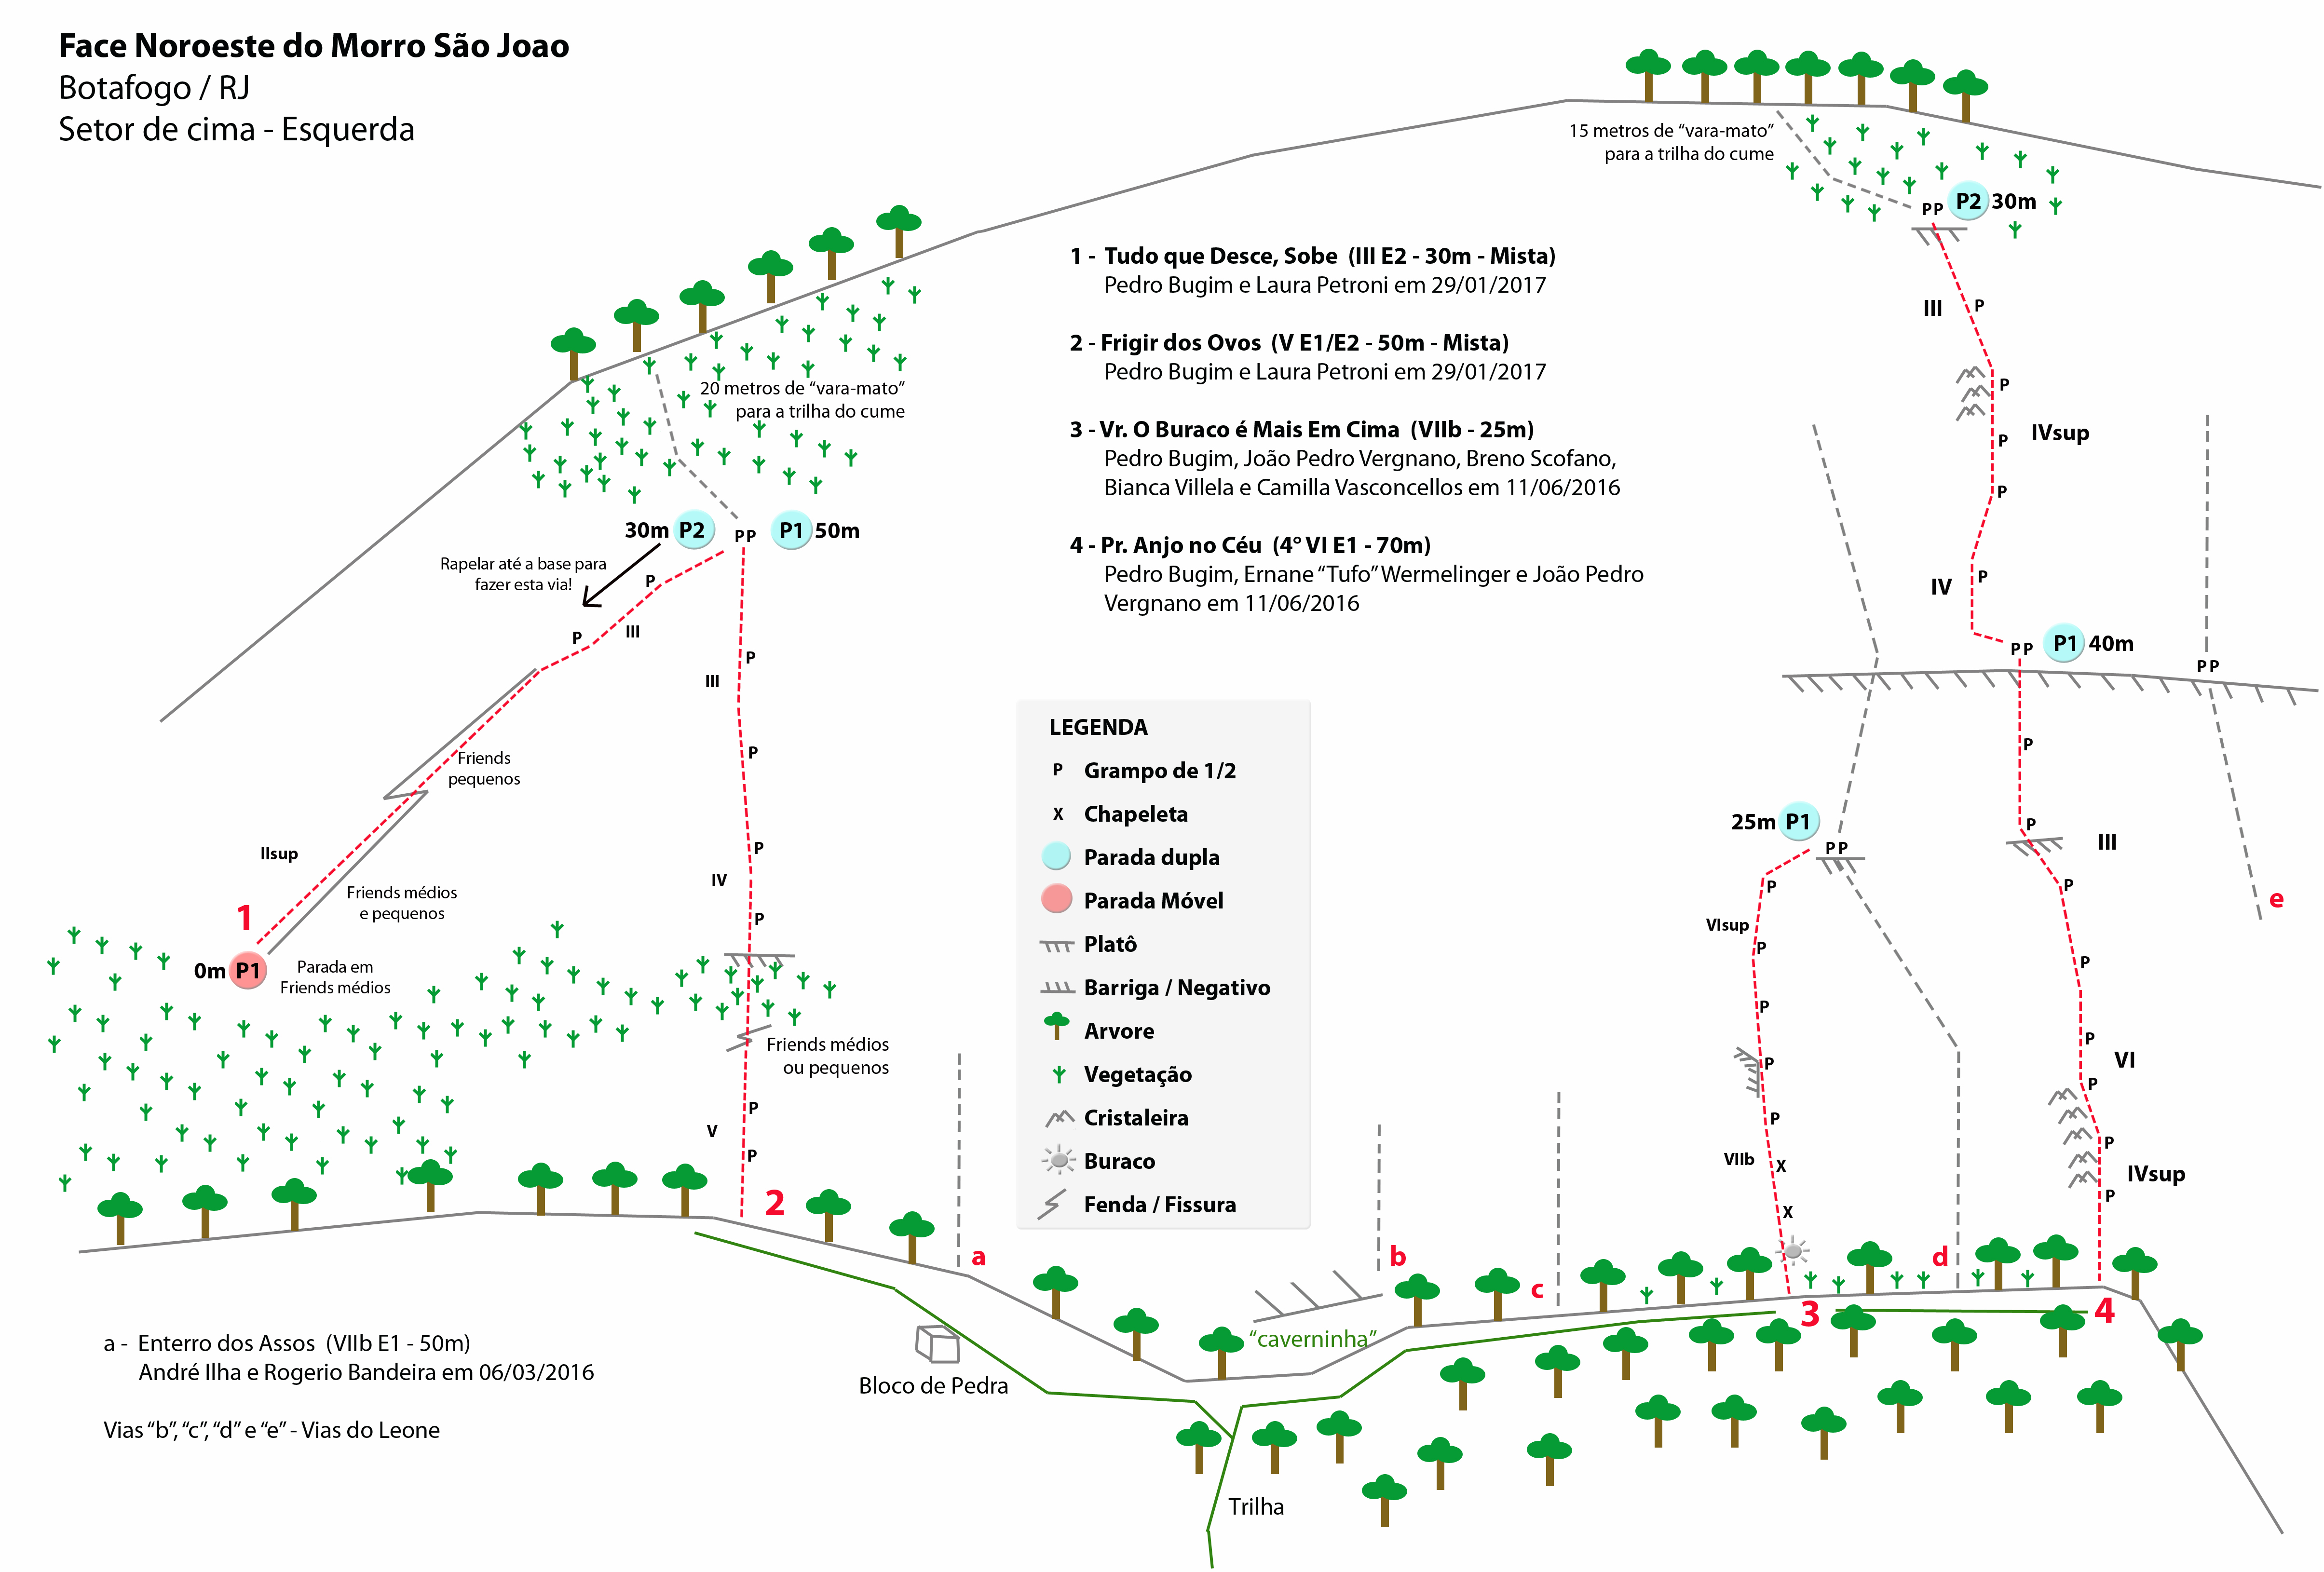 Face Noroeste do Morro São Joao
Botafogo / RJ
Setor de cima - Esquerda
15 metros de “vara-mato”
para a trilha do cume
PP P2 30m
1 - Tudo que Desce, Sobe (III E2 - 30m - Mista)
Pedro Bugim e Laura Petroni em 29/01/2017
2 - Frigir dos Ovos (V E1/E2 - 50m - Mista)
Pedro Bugim e Laura Petroni em 29/01/2017
3 - Vr. O Buraco é Mais Em Cima (VIIb - 25m)
Pedro Bugim, João Pedro Vergnano, Breno Scofano,
Bianca Villela e Camilla Vasconcellos em 11/06/2016
4 - Pr. Anjo no Céu (4° VI E1 - 70m)
Pedro Bugim, Ernane “Tufo” Wermelinger e João Pedro
Vergnano em 11/06/2016
20 metros de “vara-mato”
para a trilha do cume
30m P2 PP P1 50m
Rapelar até a base para
fazer esta via!
P
P
III
Friends
pequenos
IIsup
Friends médios
e pequenos
1
0m P1
Parada em
Friends médios
P
III
P
P
IV
P
Friends médios
ou pequenos
P
V
P
2
LEGENDA
P Grampo de 1/2
X Chapeleta
Parada dupla
Parada Móvel
Platô
Barriga / Negativo
Arvore
Vegetação
Cristaleira
Buraco
Fenda / Fissura
III
P
P
IVsup
P
P
P
IV
PP P1 40m
PP
P
P
III
P
e
P
P
VI
P
P
IVsup
P
4
25m P1
PP
P
VIsup
P
P
P
P
VIIb
X
X
3
a
b
c
d
“caverninha”
Bloco de Pedra
Trilha
a - Enterro dos Assos (VIIb E1 - 50m)
André Ilha e Rogerio Bandeira em 06/03/2016
Vias “b”, “c”, “d” e “e” - Vias do Leone